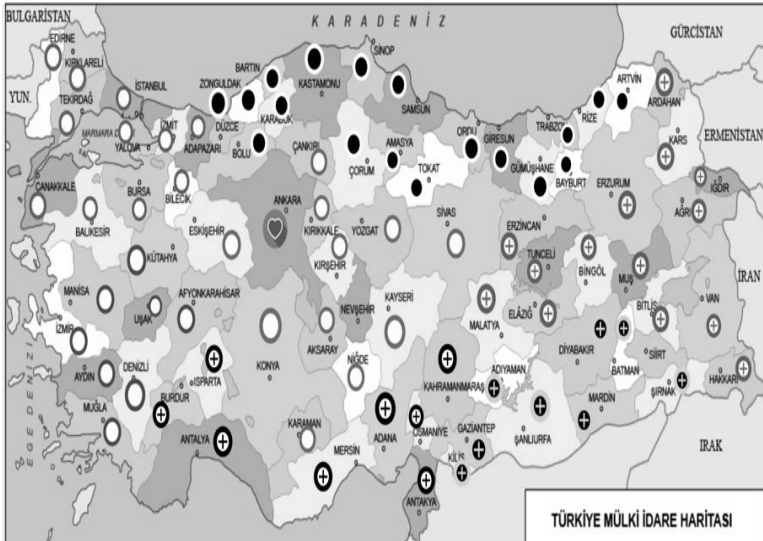 BULGARİSTAN
KARADENİZ
GÜRCİSTAN
EDİRNE
KIRKLARELİ
TEKİRDAĞ
YUN.
İSTANBUL
MARMARA D
YALOVA
İZMİT
ADAPAZARI
DÜZCE
ZONGULDAK
BARTIN
KARABÜK
BOLU
KASTAMONU
SİNOP
SAMSUN
ÇANKIRI
ÇORUM
AMASYA
TOKAT
ORDU
GİRESUN
GÜMÜŞHANE
TRABZON
RİZE
ARTVİN
ARDAHAN
KARS
ERMENİSTAN
BAYBURT
ERZURUM
IĞDIR
AĞRI
ÇANAKKALE
BALIKESİR
BURSA
BİLECİK
ESKİŞEHİR
ANKARA
KIRIKKALE
YOZGAT
SİVAS
ERZİNCAN
TUNCELİ
BİNGÖL
MUŞ
İRAN
KÜTAHYA
KIRŞEHİR
MANİSA
UŞAK
AFYONKARAHİSAR
NEVŞEHİR
KAYSERİ
MALATYA
ELAZIĞ
BİTLİS
VAN
İZMİR
AKSARAY
DİYABAKIR
SİİRT
AYDIN
DENİZLİ
ISPARTA
BURDUR
KONYA
NİĞDE
KAHRAMANMARAŞ
ADIYAMAN
BATMAN
ŞIRNAK
HAKKARİ
MUĞLA
EGE DENİZ
ANTALYA
KARAMAN
MERSİN
ADANA
OSMANİYE
GAZİANTEP
KİLİS
ŞANLIURFA
MARDİN
IRAK
ANTAKYA
TÜRKİYE MÜLKİ İDARE HARİTASI